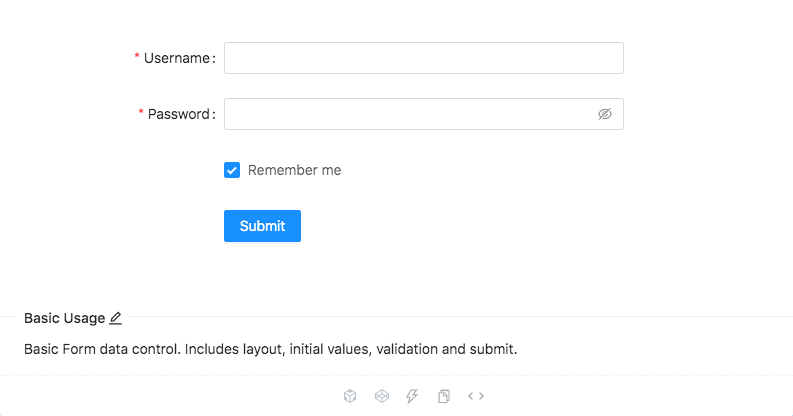 * Username:
* Password:
Remember me
Submit
Basic Usage
Basic Form data control. Includes layout, initial values, validation and submit.